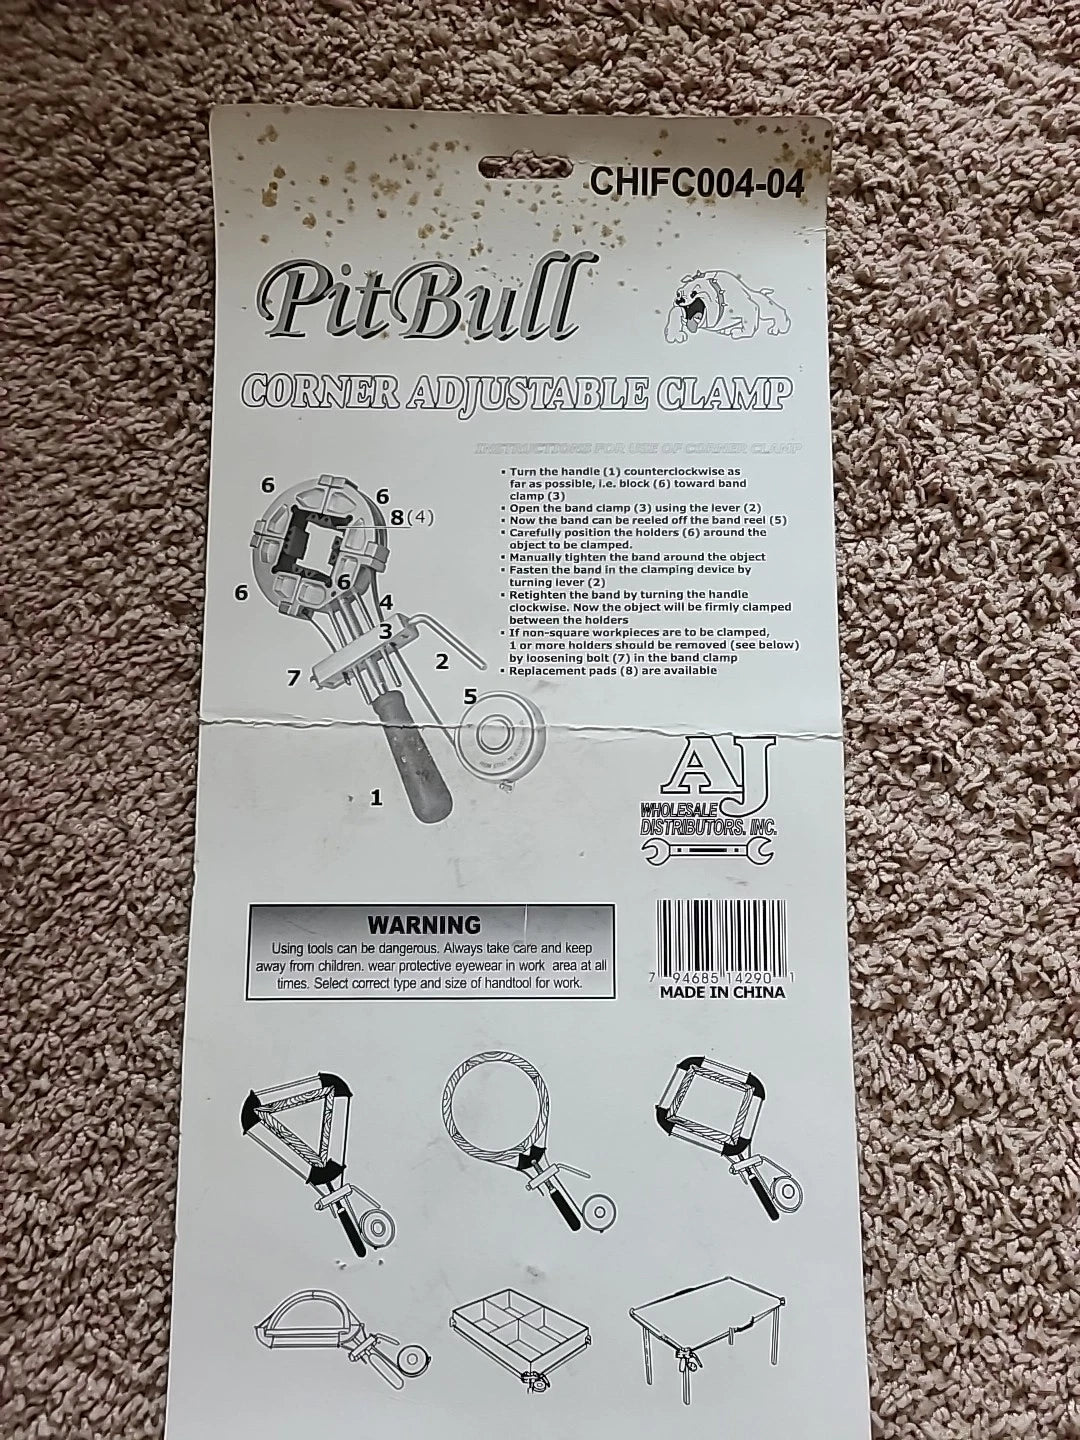 CHIFC004-04
PitBull
CORNER ADJUSTABLE CLAMP
INSTRUCTIONS FOR USE OF CORNER CLAMP
▪ Turn the handle (1) counterclockwise as
far as possible, i.e. block (6) toward band
clamp (3)
▪ Open the band clamp (3) using the lever (2)
▪ Now the band can be reeled off the band reel (5)
▪ Carefully position the holders (6) around the
object to be clamped.
▪ Manually tighten the band around the object
▪ Fasten the band in the clamping device by
turning lever (2)
▪ Retighten the band by turning the handle
clockwise. Now the object will be firmly clamped
between the holders
▪ If non-square workpieces are to be clamped,
1 or more holders should be removed (see below)
by loosening bolt (7) in the band clamp
▪ Replacement pads (8) are available
6
6
8(4)
6
6
4
3
2
7
5
1
AJ
WHOLESALE
DISTRIBUTORS, INC.
WARNING
Using tools can be dangerous. Always take care and keep
away from children. wear protective eyewear in work area at all
times. Select correct type and size of handtool for work.
7 94685 14290 1
MADE IN CHINA